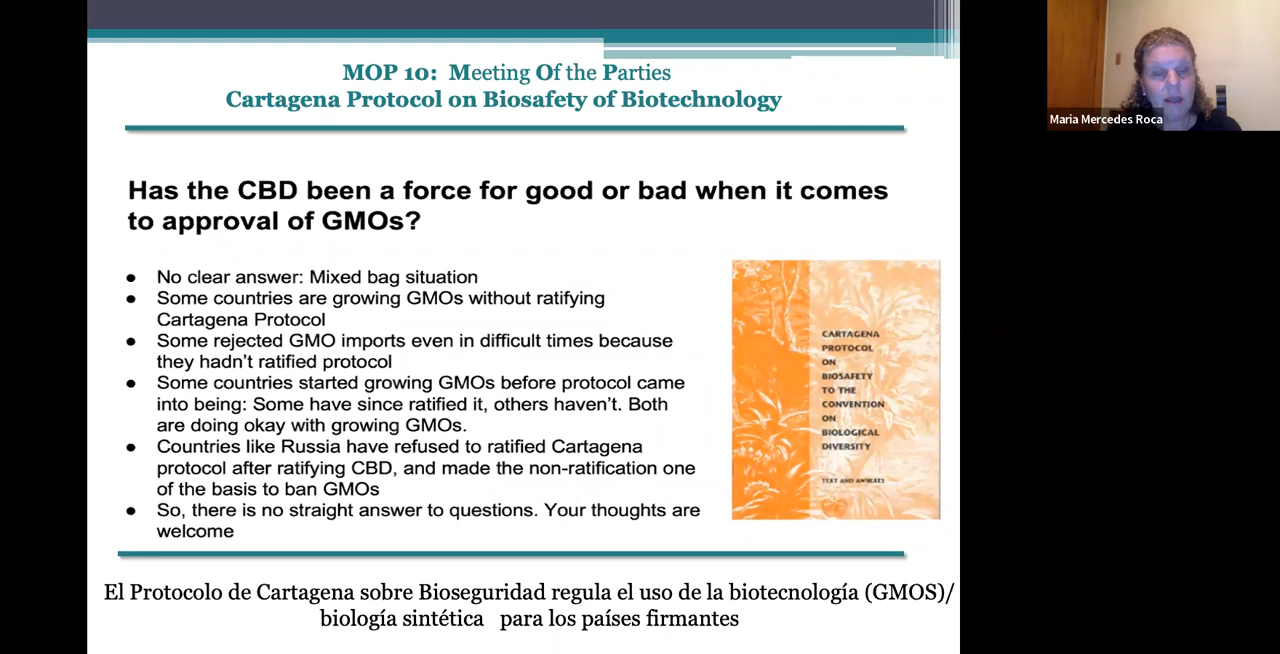 MOP 10: Meeting Of the Parties
Cartagena Protocol on Biosafety of Biotechnology
Has the CBD been a force for good or bad when it comes
to approval of GMOs?
● No clear answer: Mixed bag situation
● Some countries are growing GMOs without ratifying
Cartagena Protocol
● Some rejected GMO imports even in difficult times because
they hadn't ratified protocol
● Some countries started growing GMOs before protocol came
into being: Some have since ratified it, others haven't. Both
are doing okay with growing GMOs.
● Countries like Russia have refused to ratified Cartagena
protocol after ratifying CBD, and made the non-ratification one
of the basis to ban GMOs
● So, there is no straight answer to questions. Your thoughts are
welcome
CARTAGENA
PROTOCOL
ON
BIOSAFETY
TO THE
CONVENTION
ON
BIOLOGICAL
DIVERSITY
TEXT AND ANNEXES
El Protocolo de Cartagena sobre Bioseguridad regula el uso de la biotecnología (GMOS)/
biología sintética para los países firmantes
Maria Mercedes Roca